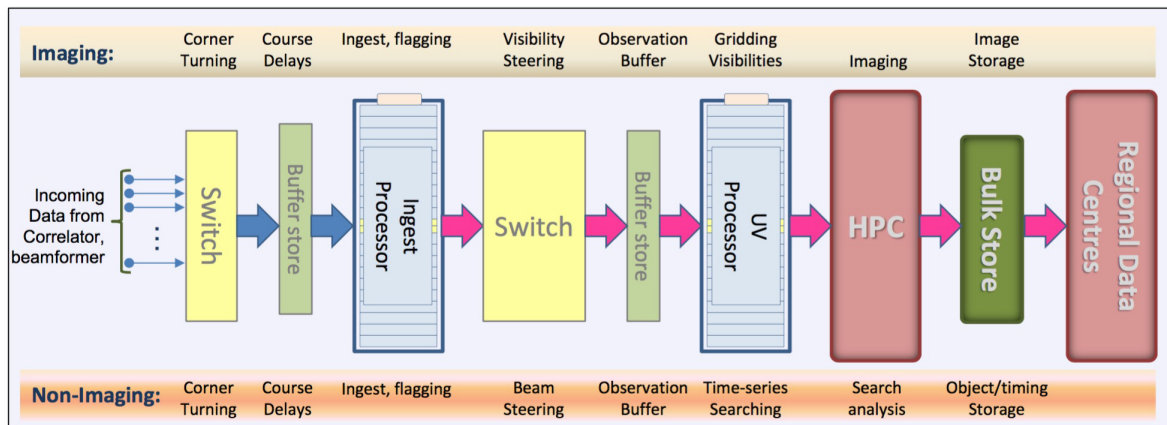 Imaging:
Corner
Turning
Course
Delays
Ingest, flagging
Visibility
Steering
Observation
Buffer
Gridding
Visibilities
Imaging
Image
Storage
Incoming
Data from
Correlator,
beamformer
...
Switch
Buffer store
Ingest
Processor
Switch
Buffer store
UV
Processor
HPC
Bulk Store
Regional Data
Centres
Non-Imaging:
Corner
Turning
Course
Delays
Ingest, flagging
Beam
Steering
Observation
Buffer
Time-series
Searching
Search
analysis
Object/timing
Storage